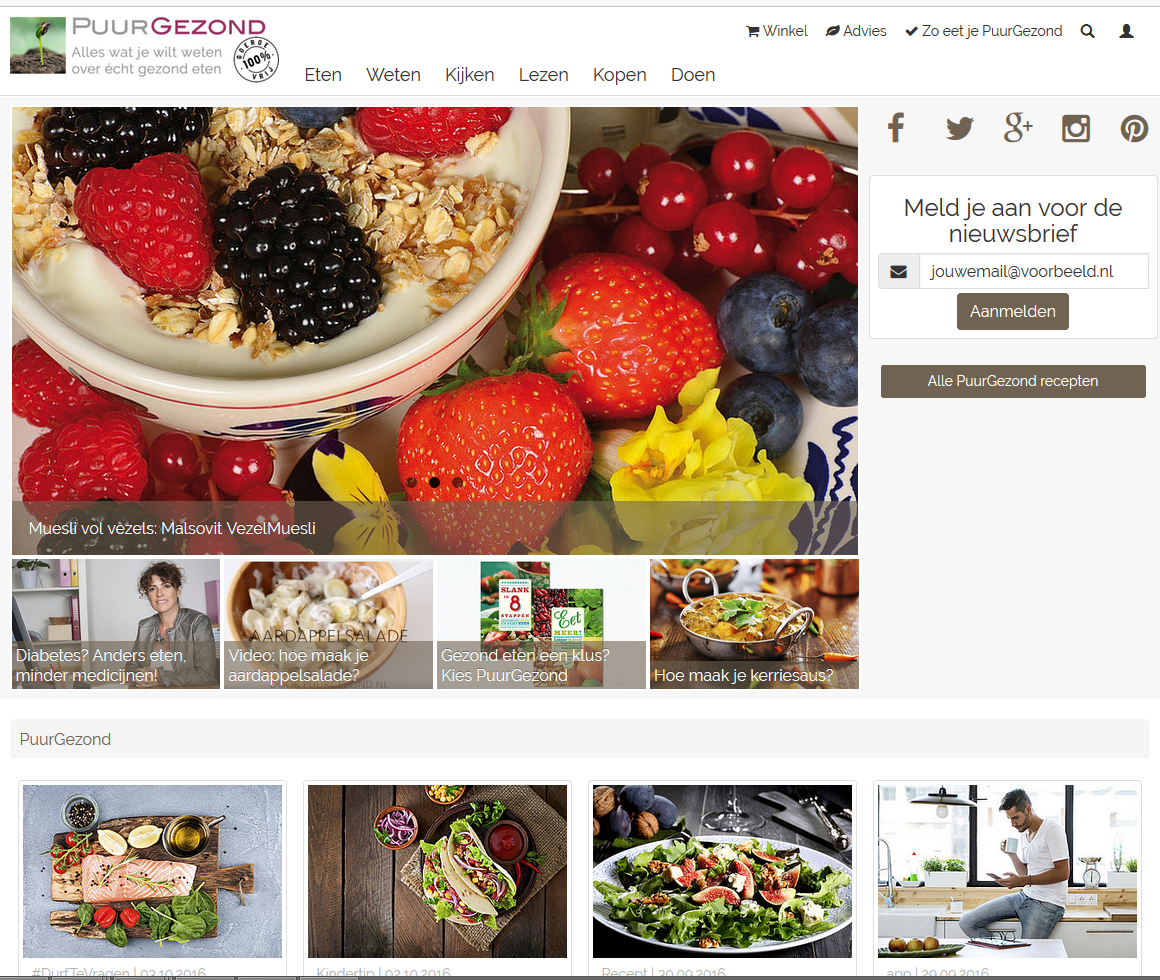 PUURGEZOND
Alles wat je wilt weten
over écht gezond eten
GOEROE
100%
VRIJ
Winkel
Advies
Zo eet je PuurGezond
Eten
Weten
Kijken
Lezen
Kopen
Doen
Meld je aan voor de
nieuwsbrief
jouwemail@voorbeeld.nl
Aanmelden
Alle PuurGezond recepten
Muesli vol vezels: Malsovit VezelMuesli
Diabetes? Anders eten,
minder medicijnen!
AARDAPPELSALADE
Video: hoe maak je
aardappelsalade?
SLANK
IN
8
STAPPEN
Eet
MEER!
Gezond eten een klus?
Kies PuurGezond
Hoe maak je kerriesaus?
PuurGezond
#DurfTeVragen | 03.10.2016
Kindertip | 02.10.2016
Recept | 30.09.2016
app | 29.09.2016